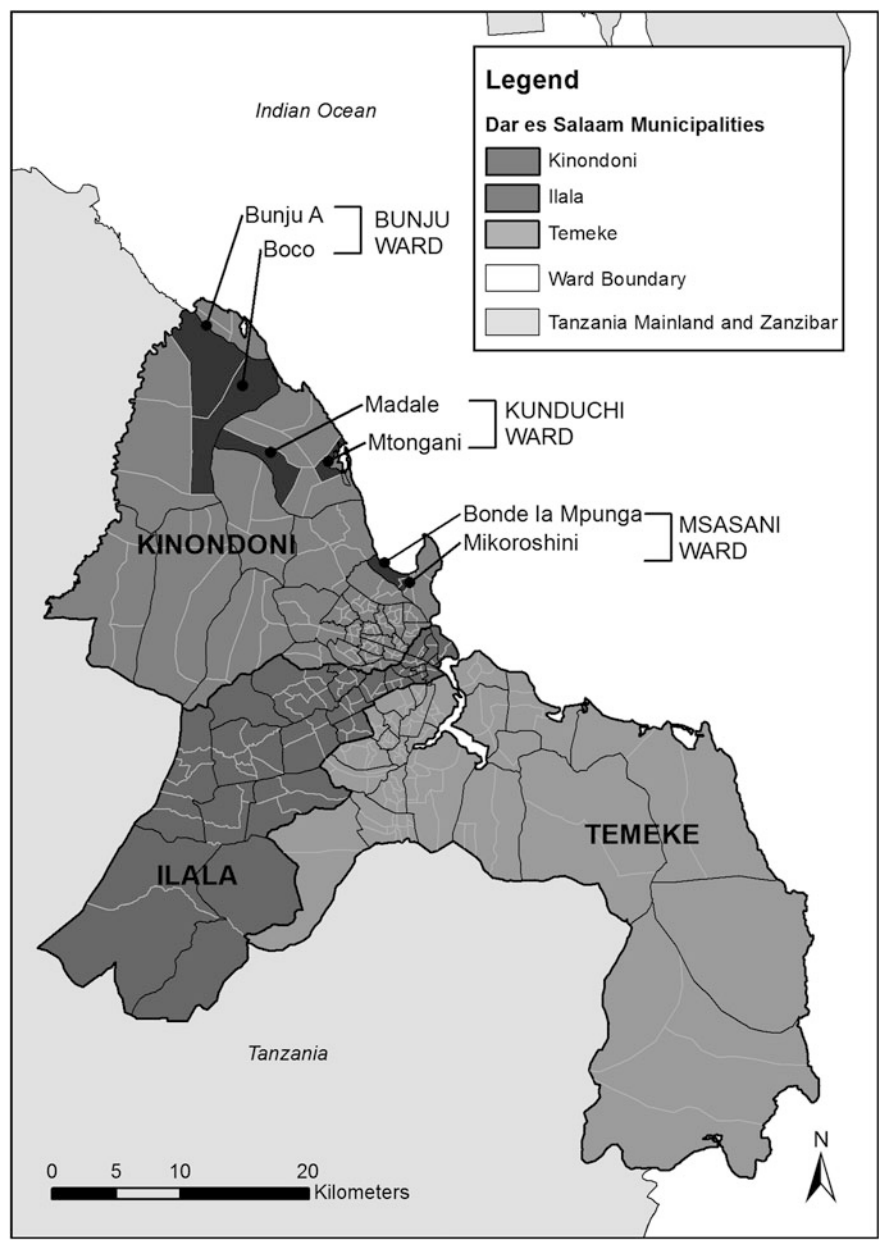 Indian Ocean
Legend
Dar es Salaam Municipalities
Kinondoni
Ilala
Temeke
Ward Boundary
Tanzania Mainland and Zanzibar
Bunju A
Boco
BUNJU
WARD
Madale
Mtongani
KUNDUCHI
WARD
Bonde la Mpunga
Mikoroshini
MSASANI
WARD
KINONDONI
TEMEKE
ILALA
Tanzania
0 5 10 20
Kilometers
N